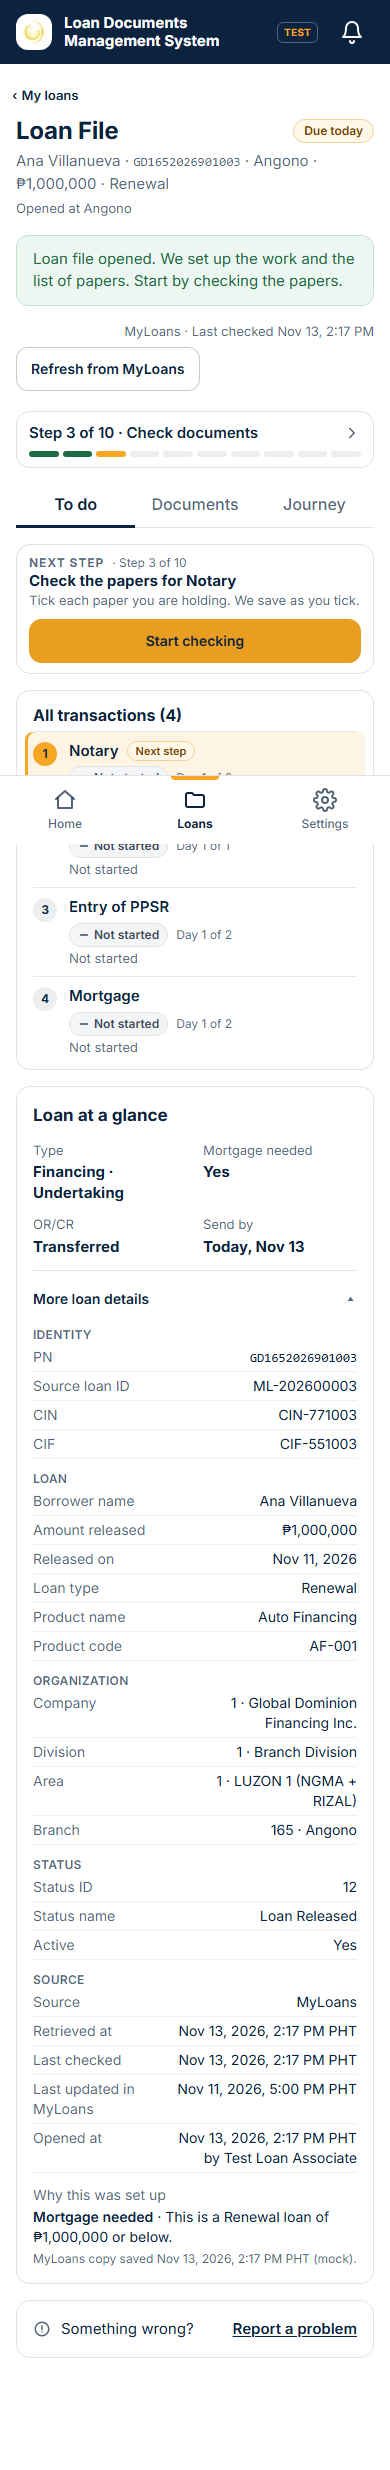 Loan Documents
Management System
TEST
‹ My loans
Loan File
Due today
Ana Villanueva · GD1652026901003 · Angono ·
₱1,000,000 · Renewal
Opened at Angono
Loan file opened. We set up the work and the
list of papers. Start by checking the papers.
MyLoans · Last checked Nov 13, 2:17 PM
Refresh from MyLoans
Step 3 of 10 · Check documents
To do
Documents
Journey
NEXT STEP · Step 3 of 10
Check the papers for Notary
Tick each paper you are holding. We save as you tick.
Start checking
All transactions (4)
1
Notary
Next step
Home
Loans
Settings
— Not started
Day 1 of 1
Not started
3
Entry of PPSR
— Not started
Day 1 of 2
Not started
4
Mortgage
— Not started
Day 1 of 2
Not started
Loan at a glance
Type
Mortgage needed
Financing ·
Undertaking
Yes
OR/CR
Send by
Transferred
Today, Nov 13
More loan details
IDENTITY
PN
GD1652026901003
Source loan ID
ML-202600003
CIN
CIN-771003
CIF
CIF-551003
LOAN
Borrower name
Ana Villanueva
Amount released
₱1,000,000
Released on
Nov 11, 2026
Loan type
Renewal
Product name
Auto Financing
Product code
AF-001
ORGANIZATION
Company
1 · Global Dominion
Financing Inc.
Division
1 · Branch Division
Area
1 · LUZON 1 (NGMA +
RIZAL)
Branch
165 · Angono
STATUS
Status ID
12
Status name
Loan Released
Active
Yes
SOURCE
Source
MyLoans
Retrieved at
Nov 13, 2026, 2:17 PM PHT
Last checked
Nov 13, 2026, 2:17 PM PHT
Last updated in
MyLoans
Nov 11, 2026, 5:00 PM PHT
Opened at
Nov 13, 2026, 2:17 PM PHT
by Test Loan Associate
Why this was set up
Mortgage needed · This is a Renewal loan of
₱1,000,000 or below.
MyLoans copy saved Nov 13, 2026, 2:17 PM PHT (mock).
Something wrong?
Report a problem